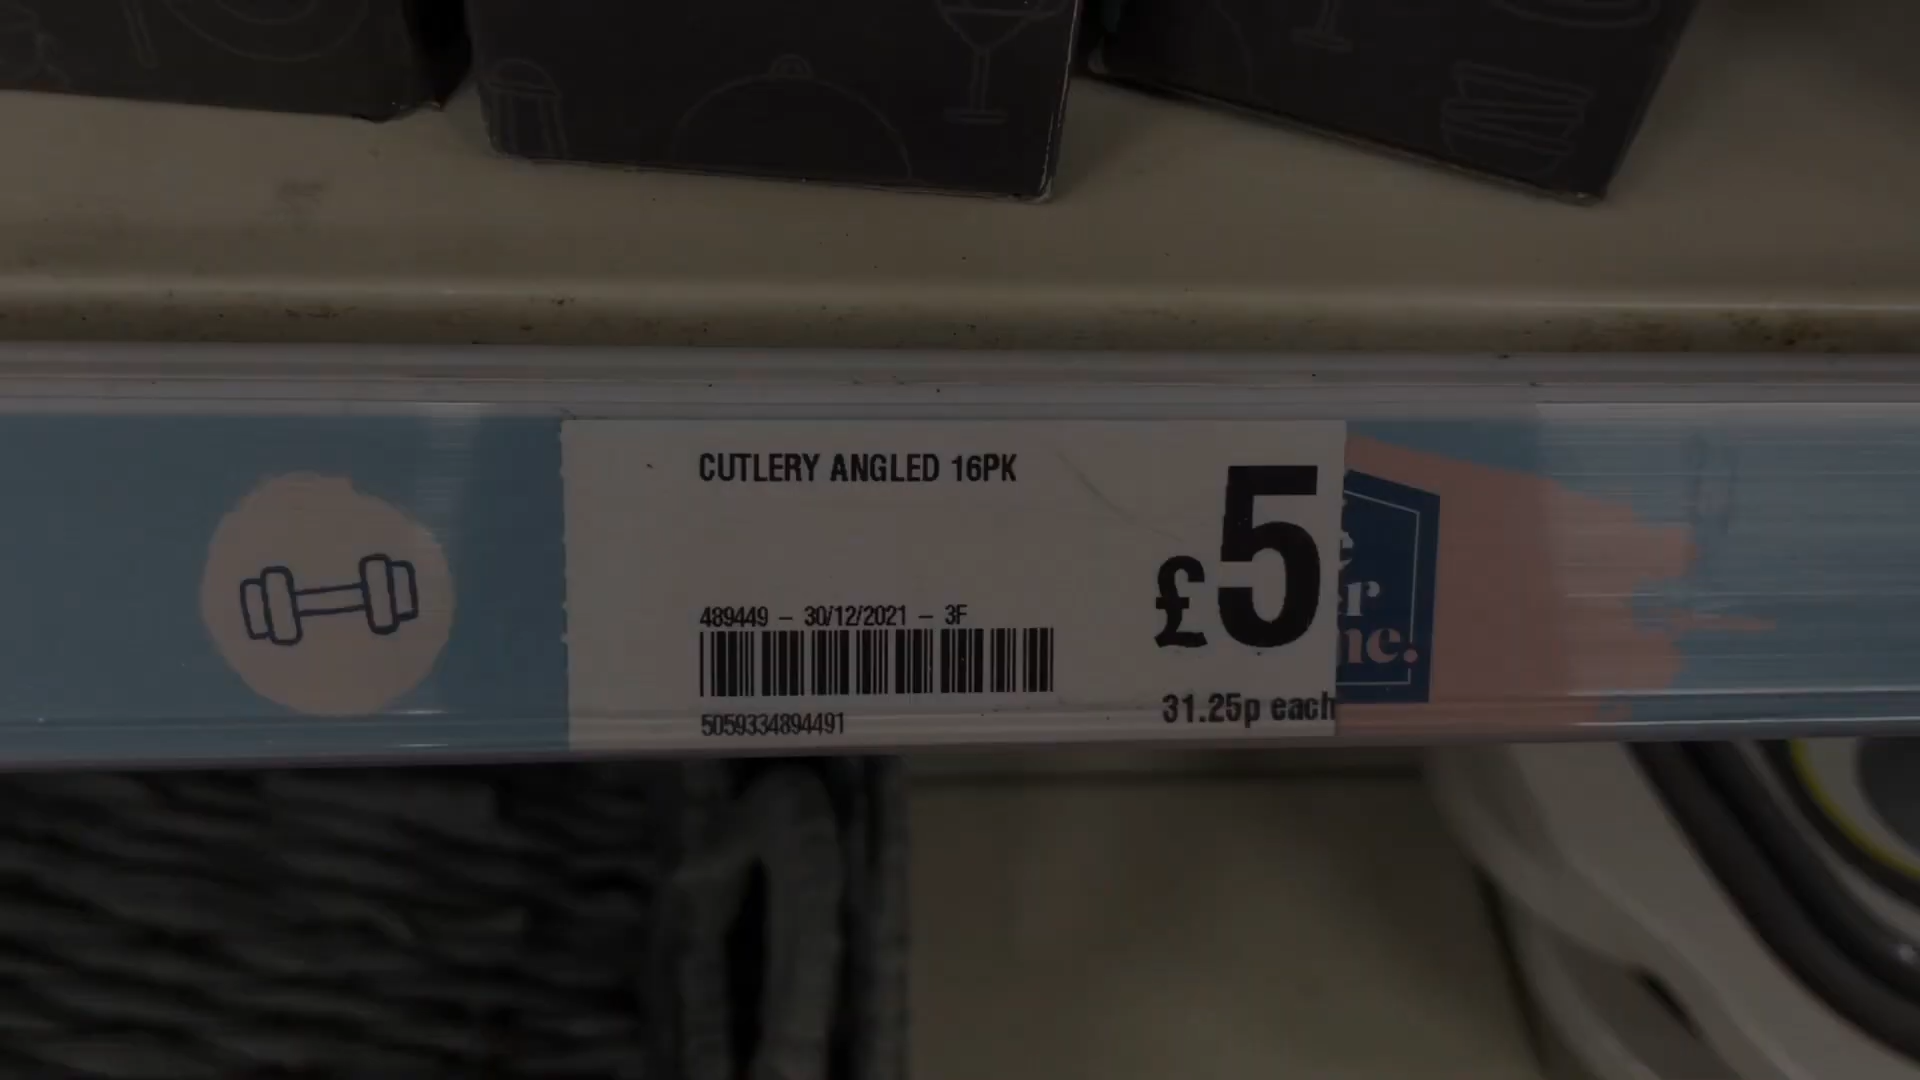 CUTLERY ANGLED 16PK
£5
489449 – 30/12/2021 – 3F
5059334894491
31.25p each